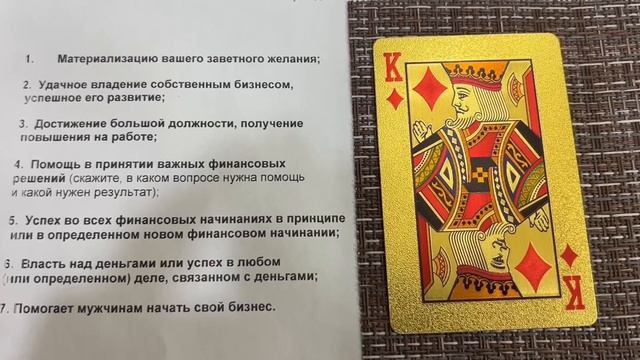 1. Материализацию вашего заветного желания;
2. Удачное владение собственным бизнесом,
успешное его развитие;
3. Достижение большой должности, получение
повышения на работе;
4. Помощь в принятии важных финансовых
решений (скажите, в каком вопросе нужна помощь
и какой нужен результат);
5. Успех во всех финансовых начинаниях в принципе
или в определенном новом финансовом начинании;
6. Власть над деньгами или успех в любом
(или определенном) деле, связанном с деньгами;
7. Помогает мужчинам начать свой бизнес.
K
K